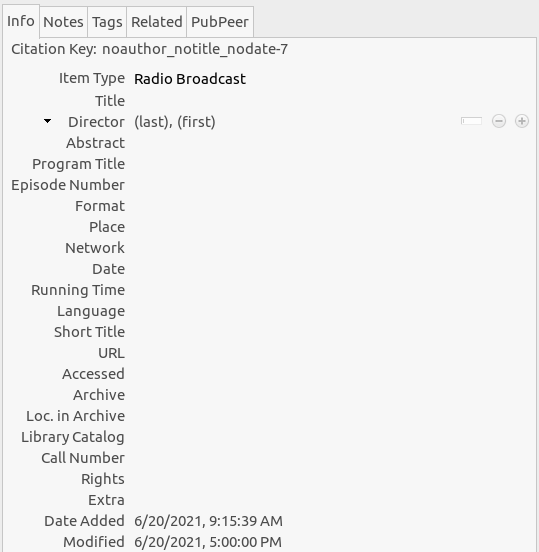 Info Notes Tags Related PubPeer
Citation Key: noauthor_notitle_nodate-7
Item Type Radio Broadcast
Title
Director (last), (first)
Abstract
Program Title
Episode Number
Format
Place
Network
Date
Running Time
Language
Short Title
URL
Accessed
Archive
Loc. in Archive
Library Catalog
Call Number
Rights
Extra
Date Added 6/20/2021, 9:15:39 AM
Modified 6/20/2021, 5:00:00 PM